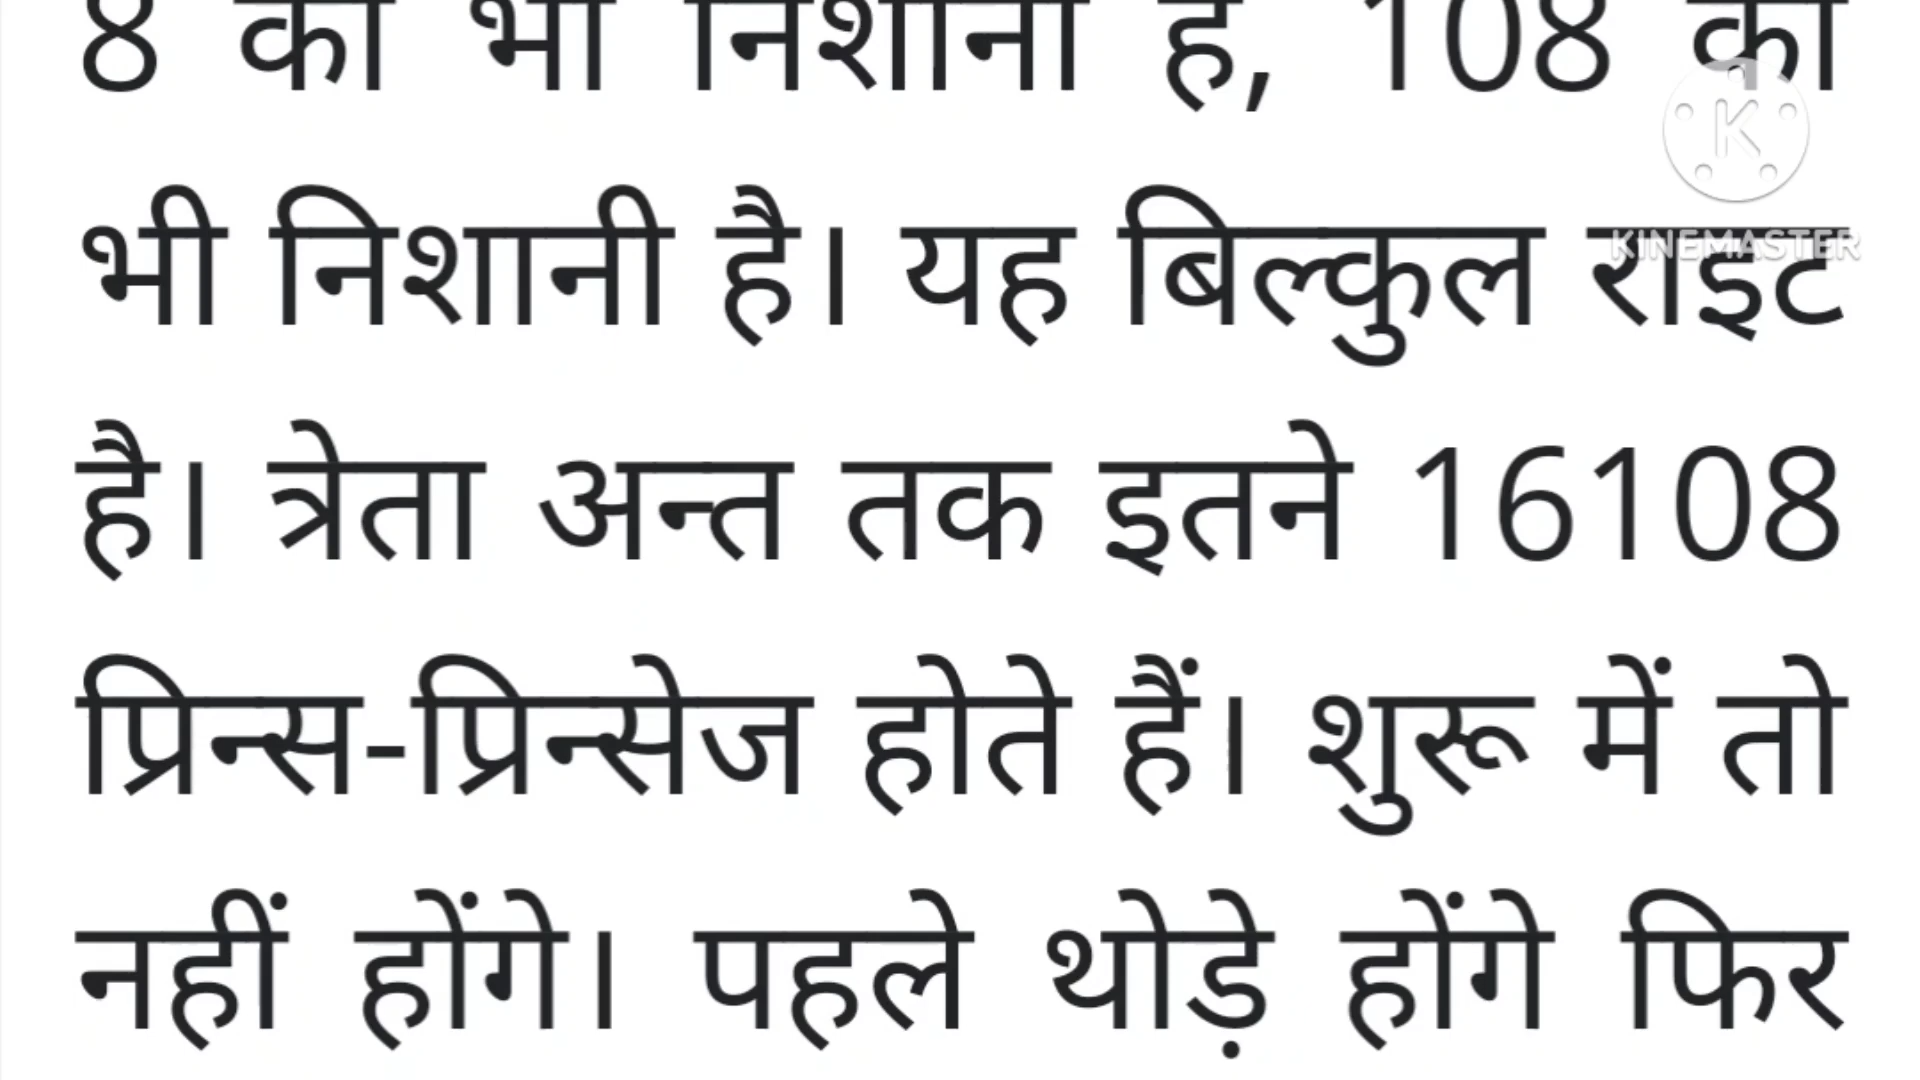 8 की भी निशानी है, 108 की
भी निशानी है। यह बिल्कुल राइट
है। त्रेता अन्त तक इतने 16108
प्रिन्स-प्रिन्सेज होते हैं। शुरू में तो
नहीं होंगे। पहले थोड़े होंगे फिर
KINEMASTER